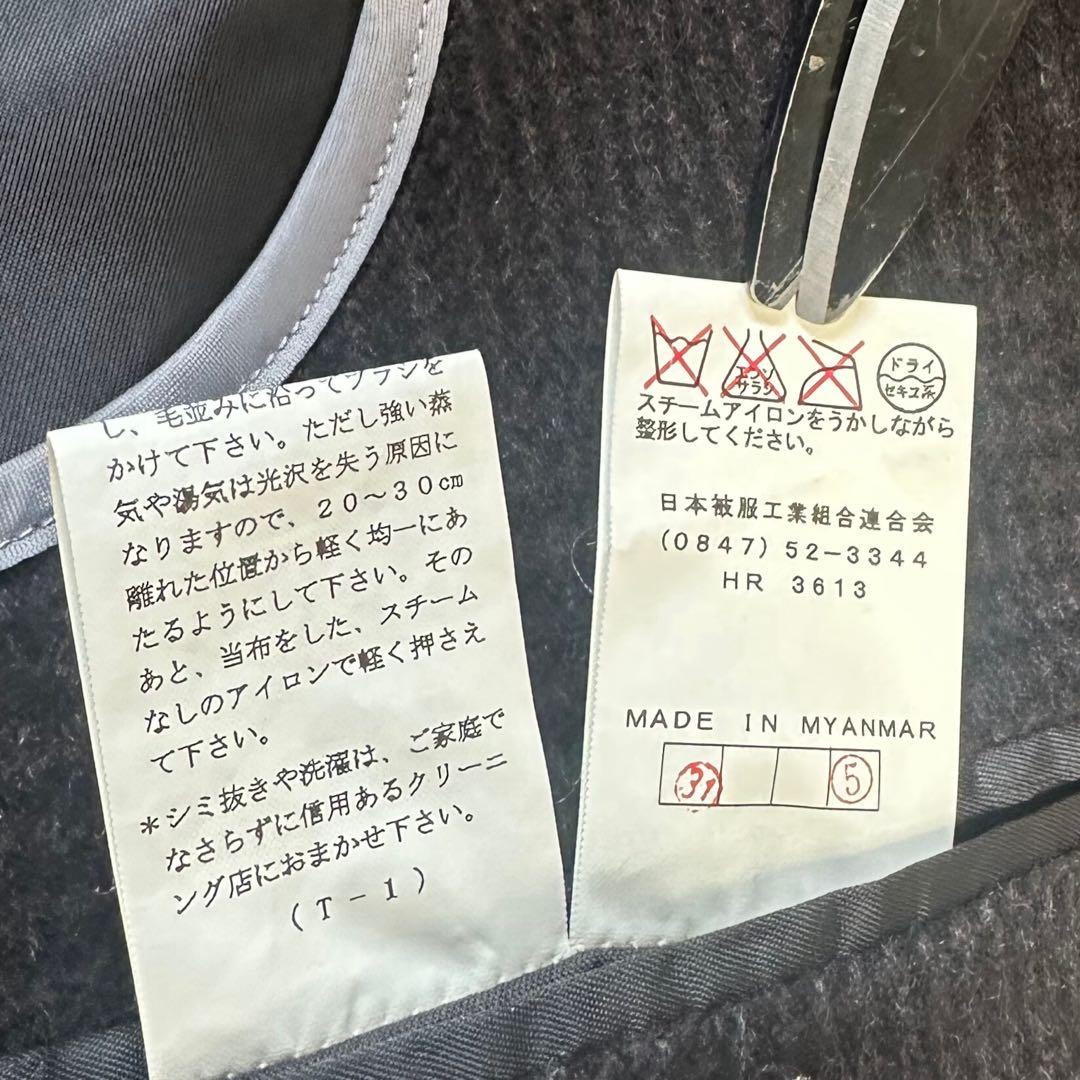 し、毛並みに沿ってブラシを
かけて下さい。ただし強い蒸
気や湯気は光沢を失う原因に
なりますので、20～30cm
離れた位置から軽く均一にあ
たるようにして下さい。その
あと、当布をした、スチーム
なしのアイロンで軽く押さえ
て下さい。
＊シミ抜きや洗濯は、ご家庭で
なさらずに信用あるクリーニ
ング店におまかせ下さい。
(T-1)
エンソ
サラシ
ドライ
セキユ系
スチームアイロンをうかしながら
整形してください。
日本被服工業組合連合会
(0847) 52-3344
HR 3613
MADE IN MYANMAR
31 5